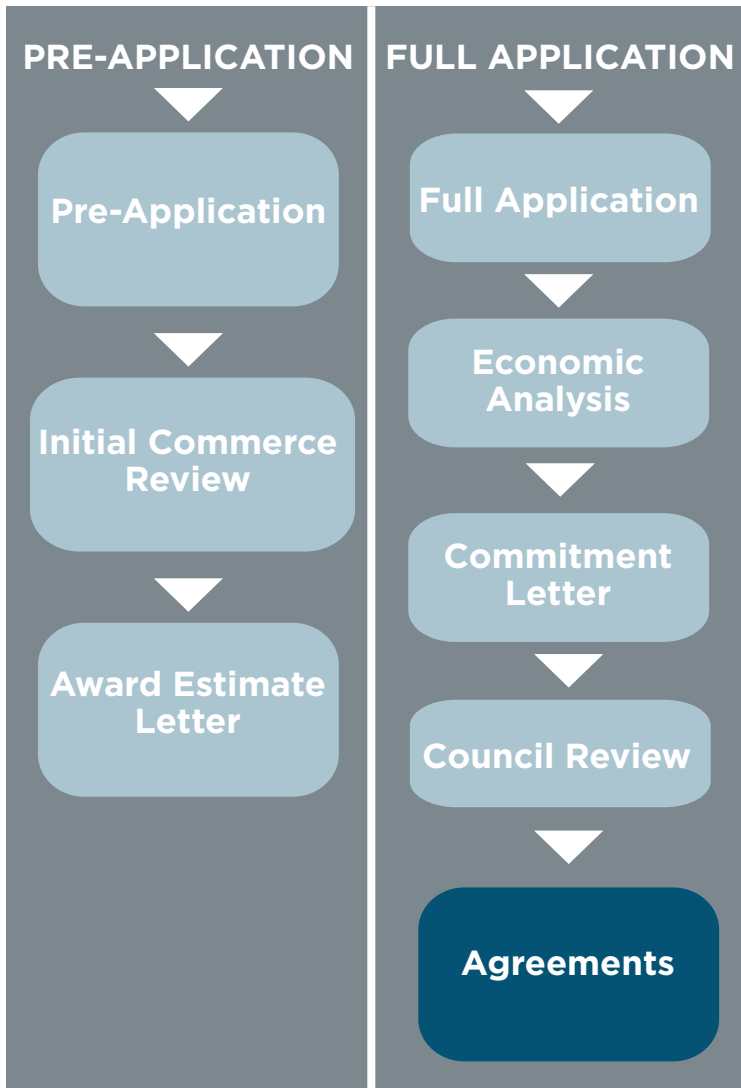 PRE-APPLICATION
Pre-Application
Initial Commerce
Review
Award Estimate
Letter
FULL APPLICATION
Full Application
Economic
Analysis
Commitment
Letter
Council Review
Agreements